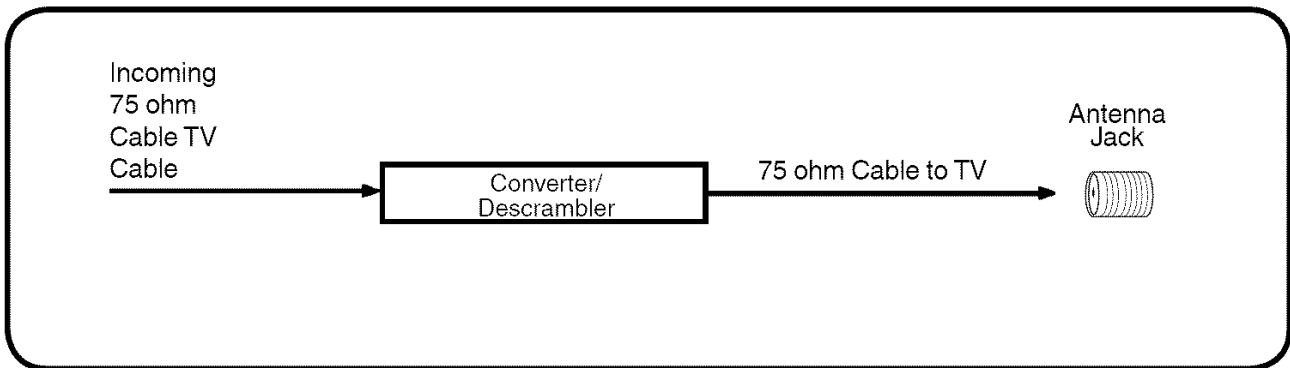 Incoming
75 ohm
Cable TV
Cable
Converter/
Descrambler
75 ohm Cable to TV
Antenna
Jack